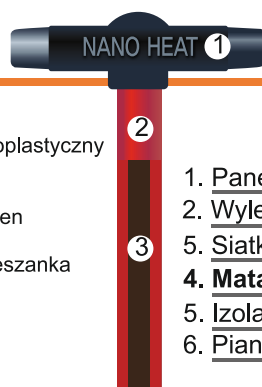 NANO HEAT 1
2
oplastyczny
en
3
eszanka
1. Pane
2. Wyle
5. Siatk
4. Mata
5. Izola
6. Pian